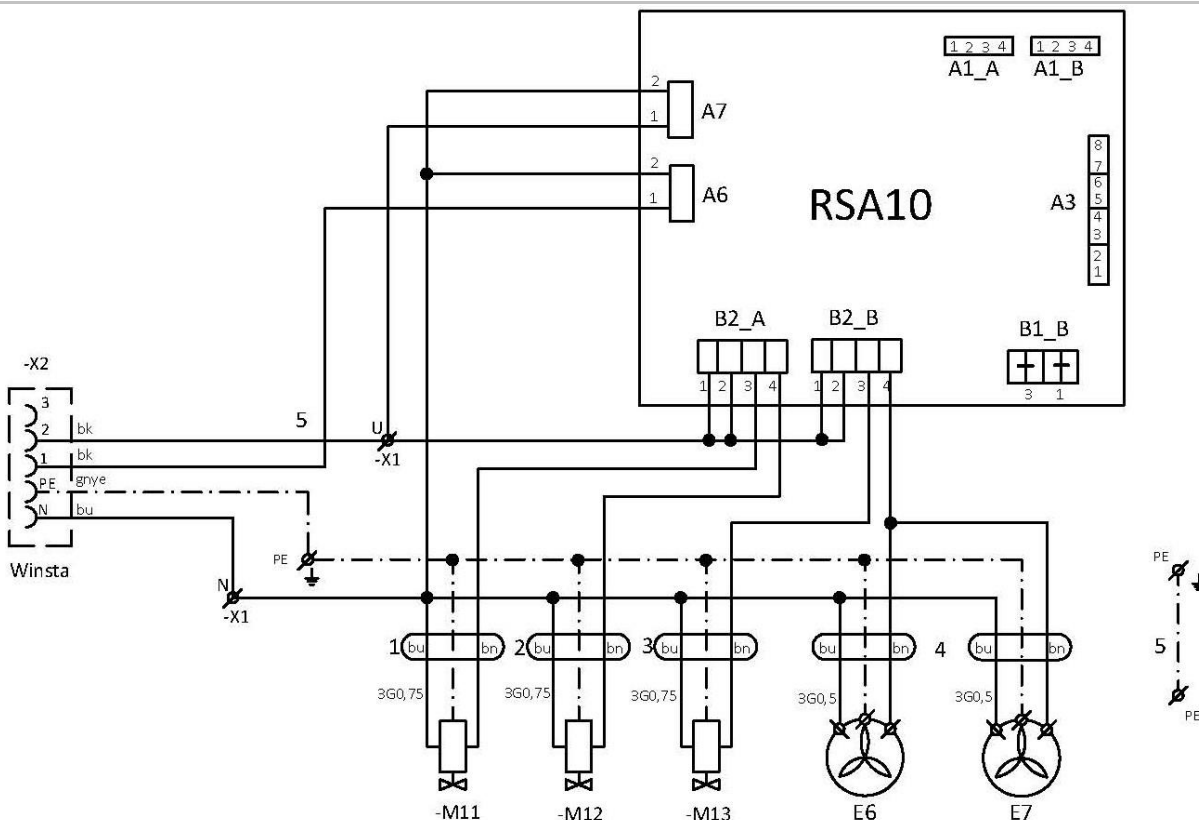 1 2 3 4 1 2 3 4
A1_A A1_B
2
A7
1
2
A6
1
RSA10
A3
8
7
6
5
4
3
2
1
B2_A B2_B B1_B
1 2 3 4 1 2 3 4 3 1
-X2
3
2 bk 5 U
-X1
1 bk
PE gnye
N bu
Winsta
PE
N
-X1
PE
5
PE
1 bu bn 2 bu bn 3 bu bn bu bn 4 bu bn
3G0,75 3G0,75 3G0,75 3G0,5 3G0,5
-M11 -M12 -M13 E6 E7